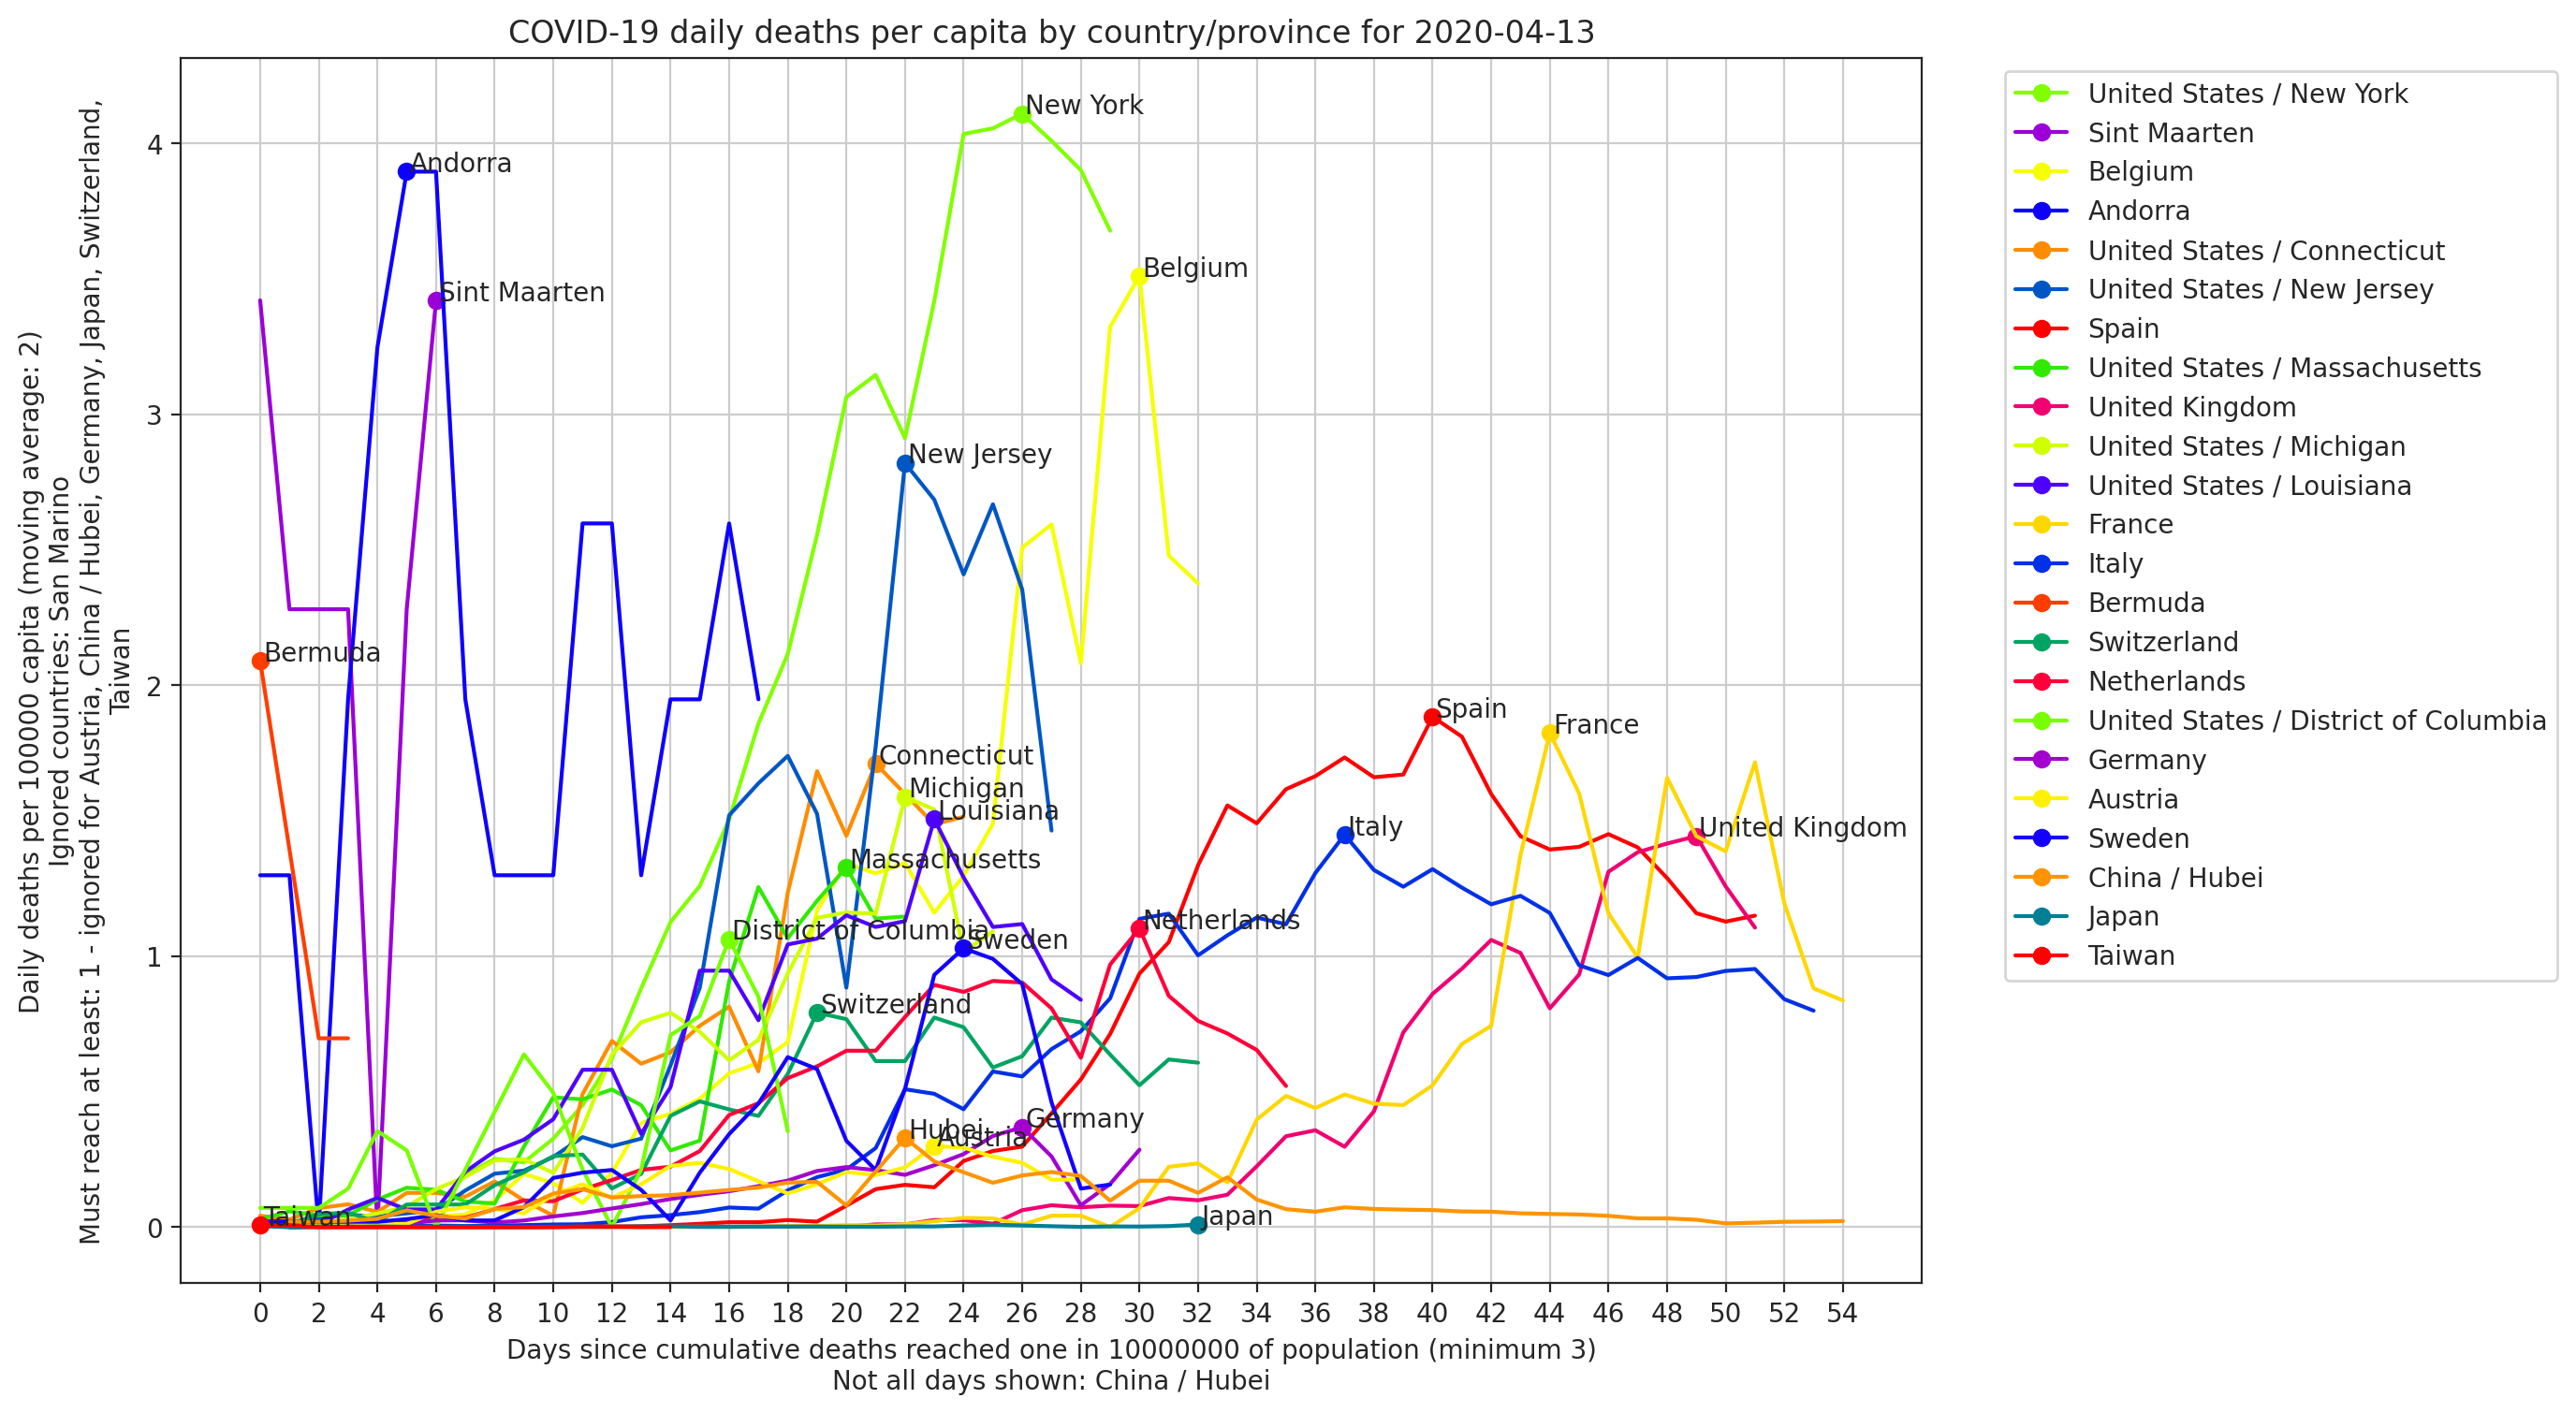 COVID-19 daily deaths per capita by country/province for 2020-04-13
Daily deaths per 100000 capita (moving average: 2)
Ignored countries: San Marino
Must reach at least: 1 - ignored for Austria, China / Hubei, Germany, Japan, Switzerland,
Taiwan
4
3
2
1
0
New York
Andorra
Belgium
Sint Maarten
New Jersey
Bermuda
Spain
France
Connecticut
Michigan
Louisiana
Italy
United Kingdom
Massachusetts
Netherlands
District of Columbia
Sweden
Switzerland
Germany
Hubei
Austria
Taiwan
Japan
0 2 4 6 8 10 12 14 16 18 20 22 24 26 28 30 32 34 36 38 40 42 44 46 48 50 52 54
Days since cumulative deaths reached one in 10000000 of population (minimum 3)
Not all days shown: China / Hubei
United States / New York
Sint Maarten
Belgium
Andorra
United States / Connecticut
United States / New Jersey
Spain
United States / Massachusetts
United Kingdom
United States / Michigan
United States / Louisiana
France
Italy
Bermuda
Switzerland
Netherlands
United States / District of Columbia
Germany
Austria
Sweden
China / Hubei
Japan
Taiwan